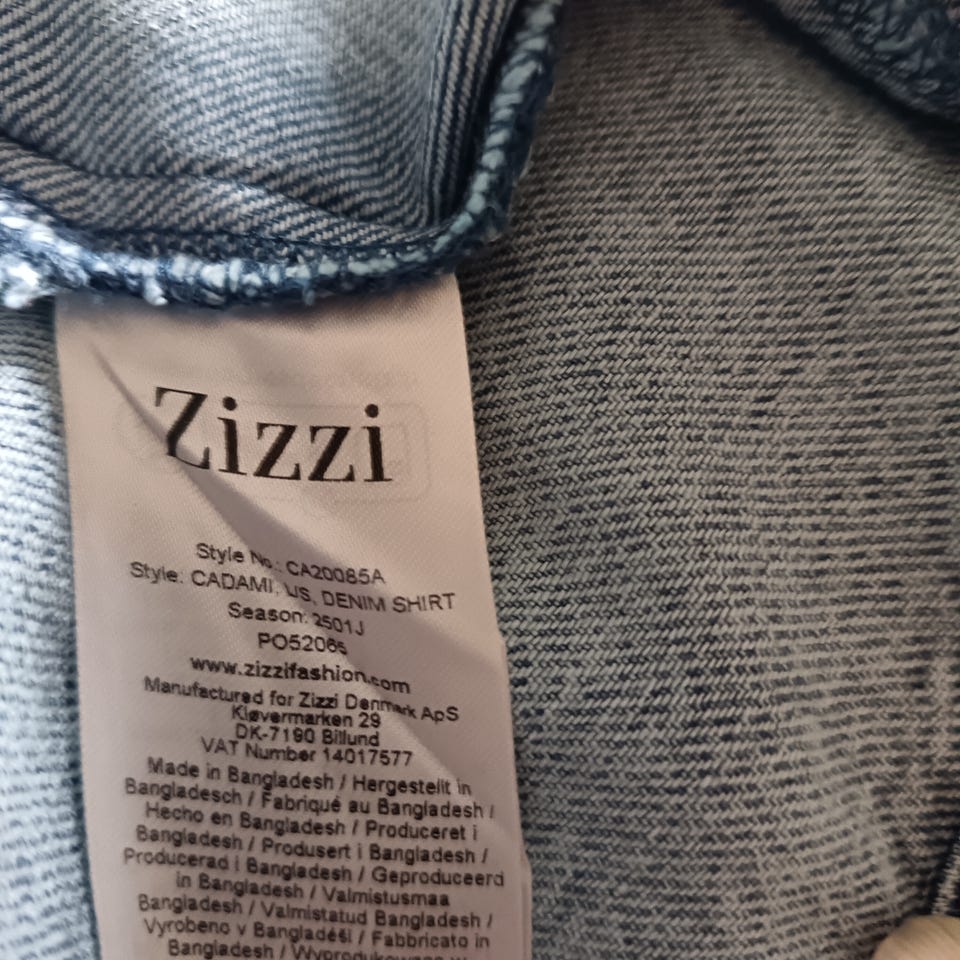 Zizzi
Style No.: CA20085A
Style: CADAMI, US, DENIM SHIRT
Season: 2501J
www.zizzifashion.com
Manufactured for Zizzi Denmark ApS
Kløvermarken 29
DK-7190 Billund
VAT Number 14017577
Made in Bangladesh / Hergestellt in
Bangladesch / Fabriqué au Bangladesh /
Hecho en Bangladesh / Produceret i
Bangladesh / Produsert i Bangladesh /
Producerad i Bangladesh / Geproduceerd
in Bangladesh / Valmistusmaa
Bangladesh / Valmistatud Bangladesh /
Vyrobeno v Bangladéši / Fabbricato in
Bangladesh / Wyprodukowano w